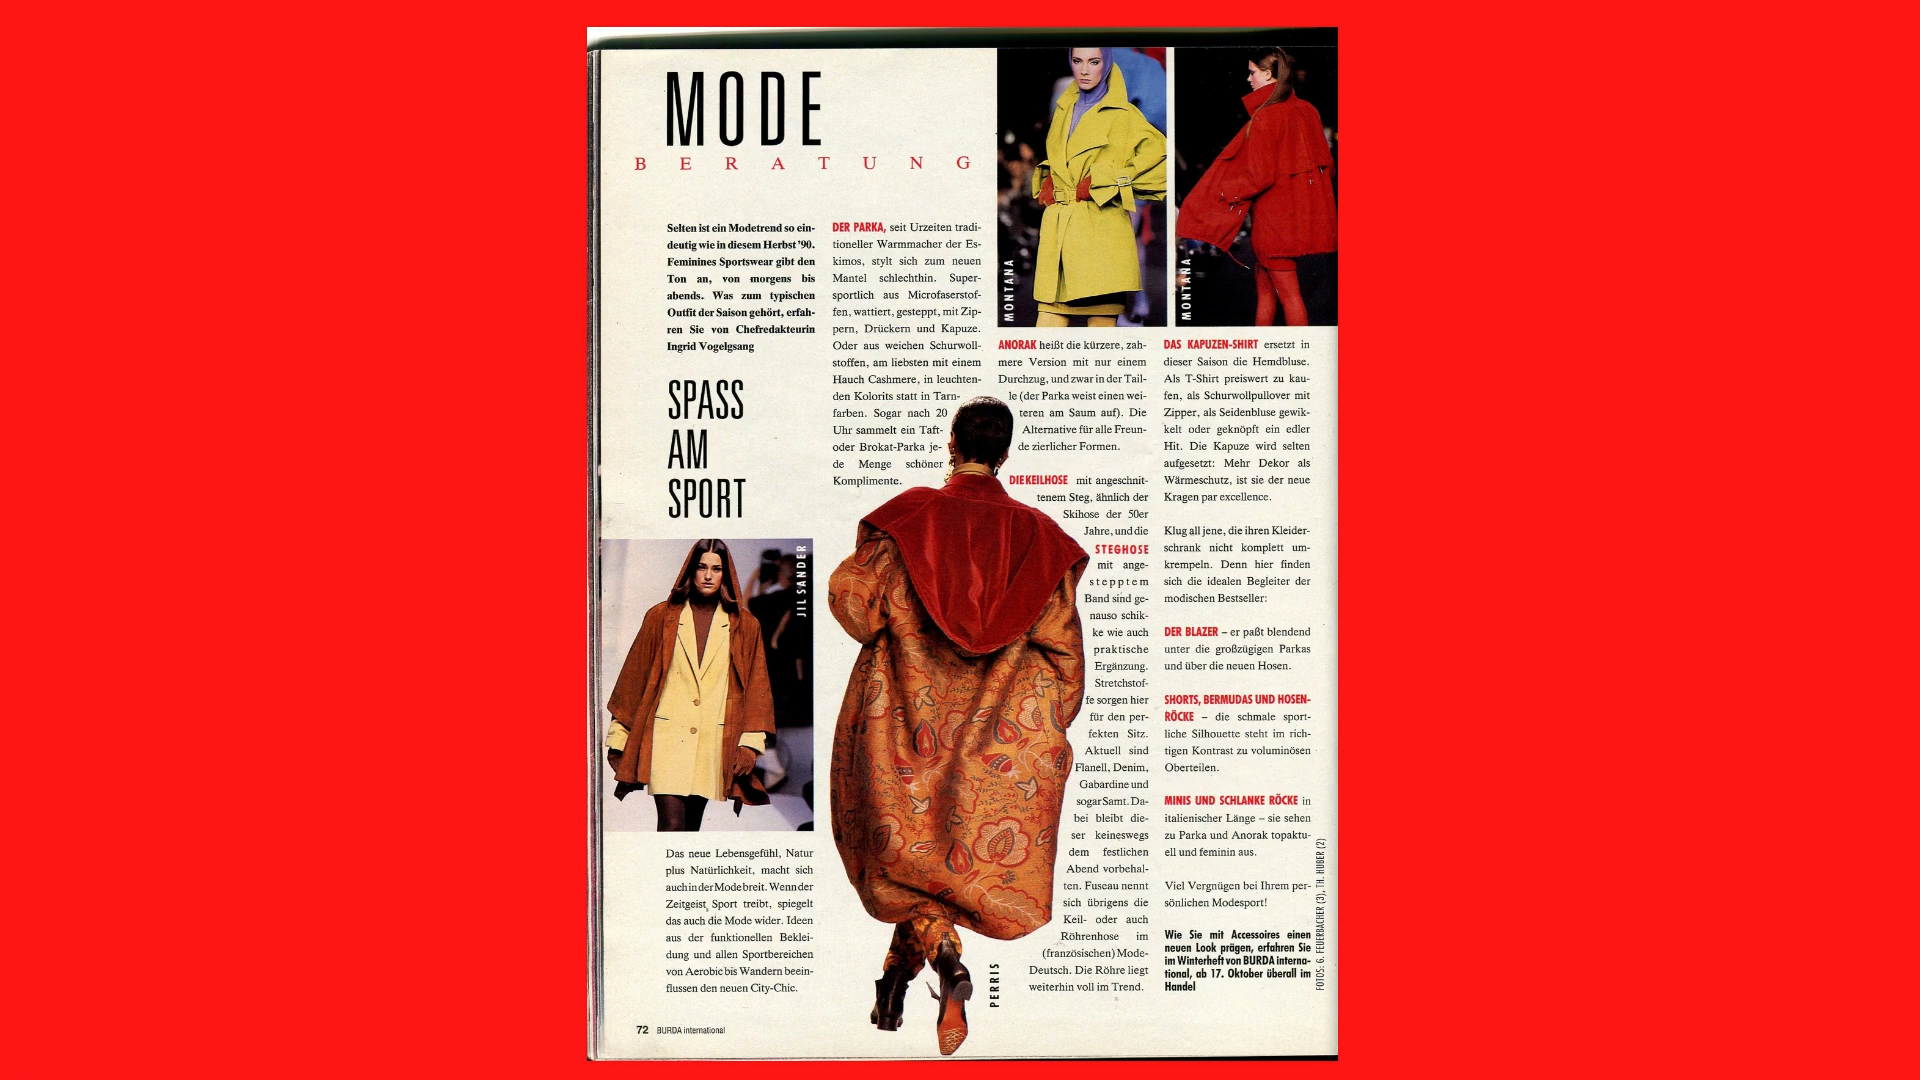 MODE
BERATUNG
Selten ist ein Modetrend so ein-
deutig wie in diesem Herbst '90.
Feminines Sportswear gibt den
Ton an, von morgens bis
abends. Was zum typischen
Outfit der Saison gehört, erfah-
ren Sie von Chefredakteurin
Ingrid Vogelgsang
SPASS
AM
SPORT
JIL SANDER
Das neue Lebensgefühl, Natur
plus Natürlichkeit, macht sich
auch in der Mode breit. Wenn der
Zeitgeist Sport treibt, spiegelt
das auch die Mode wider. Ideen
aus der funktionellen Beklei-
dung und allen Sportbereichen
von Aerobic bis Wandern beein-
flussen den neuen City-Chic.
DER PARKA, seit Urzeiten tradi-
tioneller Warmmacher der Es-
kimos, stylt sich zum neuen
Mantel schlechthin. Super-
sportlich aus Microfaserstof-
fen, wattiert, gesteppt, mit Zip-
pern, Drückern und Kapuze.
Oder aus weichen Schurwoll-
stoffen, am liebsten mit einem
Hauch Cashmere, in leuchten-
den Kolorits statt in Tarn-
farben. Sogar nach 20
Uhr sammelt ein Taft-
oder Brokat-Parka je-
de Menge schöner
Komplimente.
PERRIS
MONTANA
MONTANA
ANORAK heißt die kürzere, zah-
mere Version mit nur einem
Durchzug, und zwar in der Tail-
le (der Parka weist einen wei-
teren am Saum auf). Die
Alternative für alle Freun-
de zierlicher Formen.
DIE KEILHOSE mit angeschnit-
tenem Steg, ähnlich der
Skihose der 50er
Jahre, und die
STEGHOSE
mit ange-
stepptem
Band sind ge-
nauso schik-
ke wie auch
praktische
Ergänzung.
Stretchstof-
fe sorgen hier
für den per-
fekten Sitz.
Aktuell sind
Flanell, Denim,
Gabardine und
sogar Samt. Da-
bei bleibt die-
ser keineswegs
dem festlichen
Abend vorbehal-
ten. Fuseau nennt
sich übrigens die
Keil- oder auch
Röhrenhose im
(französischen) Mode-
Deutsch. Die Röhre liegt
weiterhin voll im Trend.
DAS KAPUZEN-SHIRT ersetzt in
dieser Saison die Hemdbluse.
Als T-Shirt preiswert zu kau-
fen, als Schurwollpullover mit
Zipper, als Seidenbluse gewik-
kelt oder geknöpft ein edler
Hit. Die Kapuze wird selten
aufgesetzt: Mehr Dekor als
Wärmeschutz, ist sie der neue
Kragen par excellence.
Klug all jene, die ihren Kleider-
schrank nicht komplett um-
krempeln. Denn hier finden
sich die idealen Begleiter der
modischen Bestseller:
DER BLAZER – er paßt blendend
unter die großzügigen Parkas
und über die neuen Hosen.
SHORTS, BERMUDAS UND HOSEN-
RÖCKE – die schmale sport-
liche Silhouette steht im rich-
tigen Kontrast zu voluminösen
Oberteilen.
MINIS UND SCHLANKE RÖCKE in
italienischer Länge – sie sehen
zu Parka und Anorak topaktu-
ell und feminin aus.
Viel Vergnügen bei Ihrem per-
sönlichen Modesport!
Wie Sie mit Accessoires einen
neuen Look prägen, erfahren Sie
im Winterheft von BURDA interna-
tional, ab 17. Oktober überall im
Handel
FOTOS: G. FEUERBACHER (3), TH. HUBER (2)
72 BURDA international